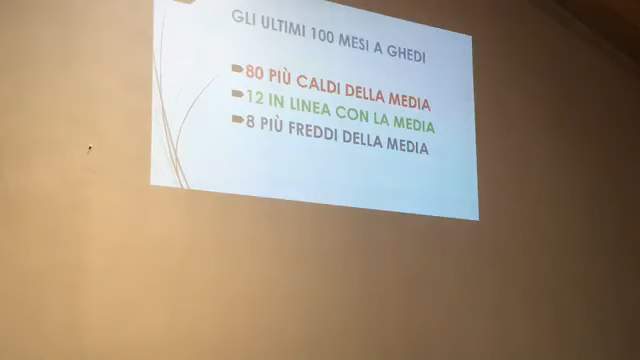 GLI ULTIMI 100 MESI A GHEDI
80 PIÙ CALDI DELLA MEDIA
12 IN LINEA CON LA MEDIA
8 PIÙ FREDDI DELLA MEDIA